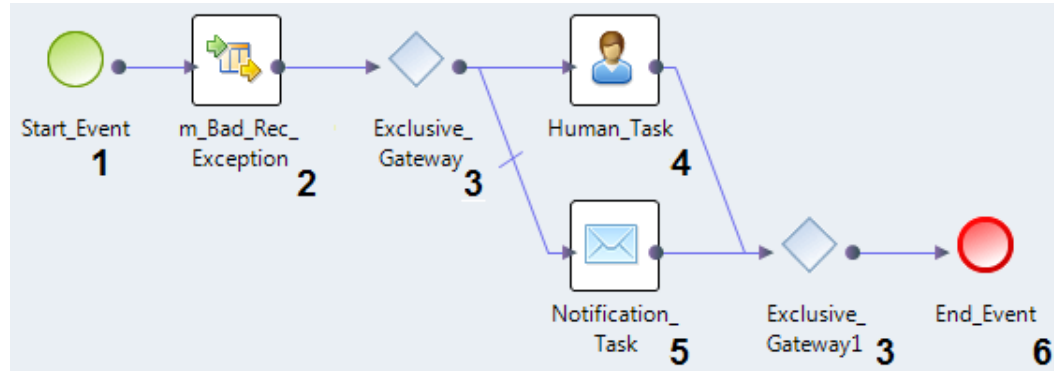 Start_Event
1
m_Bad_Rec_
Exception
2
Exclusive_
Gateway
3
Human_Task
4
Notification_
Task
5
Exclusive_
Gateway1
3
End_Event
6